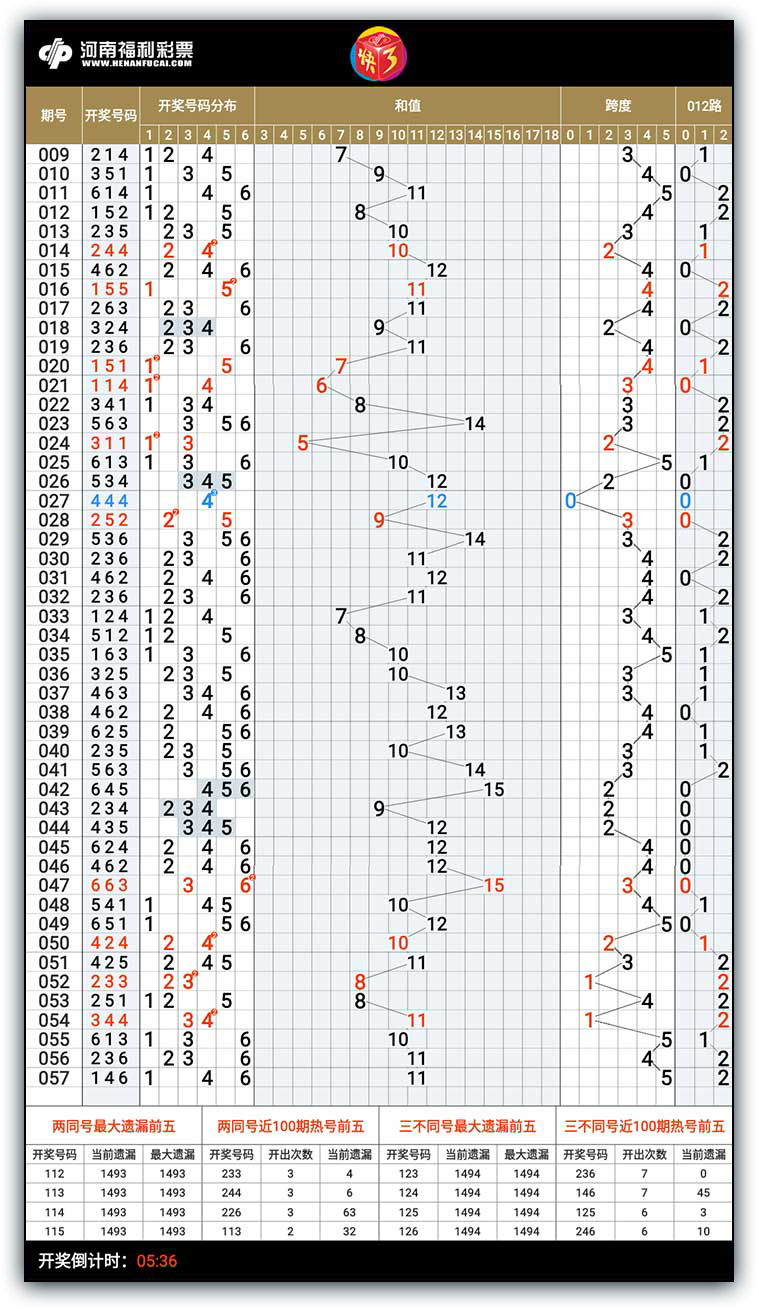 河南福利彩票
WWW.HENANFUCAI.COM
快3
期号 开奖号码 开奖号码分布 和值 跨度 012路
1 2 3 4 5 6 3 4 5 6 7 8 9 10 11 12 13 14 15 16 17 18 0 1 2 3 4 5 0 1 2
009 214 1 2 4 7 3 1
010 351 1 3 5 9 4 0
011 614 1 4 6 11 5 2
012 152 1 2 5 8 4 2
013 235 2 3 5 10 3 1
014 244 2 4② 10 2 1
015 462 2 4 6 12 4 0
016 155 1 5② 11 4 2
017 263 2 3 6 11 4 2
018 324 2 3 4 9 2 0
019 236 2 3 6 11 4 2
020 151 1② 5 7 4 1
021 114 1② 4 6 3 0
022 341 1 3 4 8 3 2
023 563 3 5 6 14 3 2
024 311 1② 3 5 2 2
025 613 1 3 6 10 5 1
026 534 3 4 5 12 2 0
027 444 4③ 12 0 0
028 252 2② 5 9 3 0
029 536 3 5 6 14 3 2
030 236 2 3 6 11 4 2
031 462 2 4 6 12 4 0
032 236 2 3 6 11 4 2
033 124 1 2 4 7 3 1
034 512 1 2 5 8 4 2
035 163 1 3 6 10 5 1
036 325 2 3 5 10 3 1
037 463 3 4 6 13 3 1
038 462 2 4 6 12 4 0
039 625 2 5 6 13 4 1
040 235 2 3 5 10 3 1
041 563 3 5 6 14 3 2
042 645 4 5 6 15 2 0
043 234 2 3 4 9 2 0
044 435 3 4 5 12 2 0
045 624 2 4 6 12 4 0
046 462 2 4 6 12 4 0
047 663 3 6② 15 3 0
048 541 1 4 5 10 4 1
049 651 1 5 6 12 5 0
050 424 2 4② 10 2 1
051 425 2 4 5 11 3 2
052 233 2 3② 8 1 2
053 251 1 2 5 8 4 2
054 344 3 4② 11 1 2
055 613 1 3 6 10 5 1
056 236 2 3 6 11 4 2
057 146 1 4 6 11 5 2
两同号最大遗漏前五 两同号近100期热号前五 三不同号最大遗漏前五 三不同号近100期热号前五
开奖号码 当前遗漏 最大遗漏 开奖号码 开出次数 当前遗漏 开奖号码 当前遗漏 最大遗漏 开奖号码 开出次数 当前遗漏
112 1493 1493 233 3 4 123 1494 1494 236 7 0
113 1493 1493 244 3 6 124 1494 1494 146 7 45
114 1493 1493 226 3 63 125 1494 1494 125 6 3
115 1493 1493 113 2 32 126 1494 1494 246 6 10
开奖倒计时：05:36